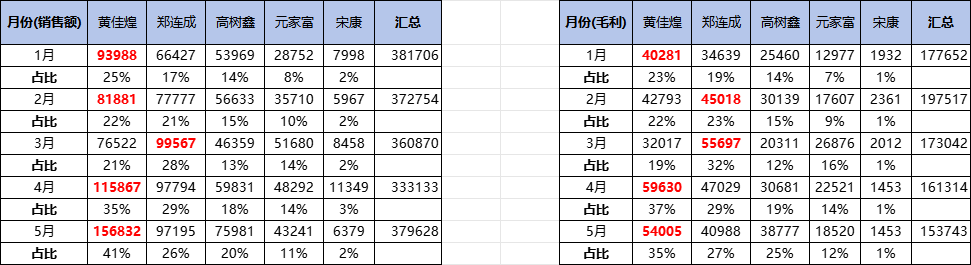 月份(销售额) 黄佳煌 郑连成 高树鑫 元家富 宋康 汇总 月份(毛利) 黄佳煌 郑连成 高树鑫 元家富 宋康 汇总
1月 93988 66427 53969 28752 7998 381706 1月 40281 34639 25460 12977 1932 177652
占比 25% 17% 14% 8% 2% 占比 23% 19% 14% 7% 1%
2月 81881 77777 56633 35710 5967 372754 2月 42793 45018 30139 17607 2361 197517
占比 22% 21% 15% 10% 2% 占比 22% 23% 15% 9% 1%
3月 76522 99567 46359 51680 8458 360870 3月 32017 55697 20311 26876 2012 173042
占比 21% 28% 13% 14% 2% 占比 19% 32% 12% 16% 1%
4月 115867 97794 59831 48292 11349 333133 4月 59630 47029 30681 22521 1453 161314
占比 35% 29% 18% 14% 3% 占比 37% 29% 19% 14% 1%
5月 156832 97195 75981 43241 6379 379628 5月 54005 40988 38777 18520 1453 153743
占比 41% 26% 20% 11% 2% 占比 35% 27% 25% 12% 1%